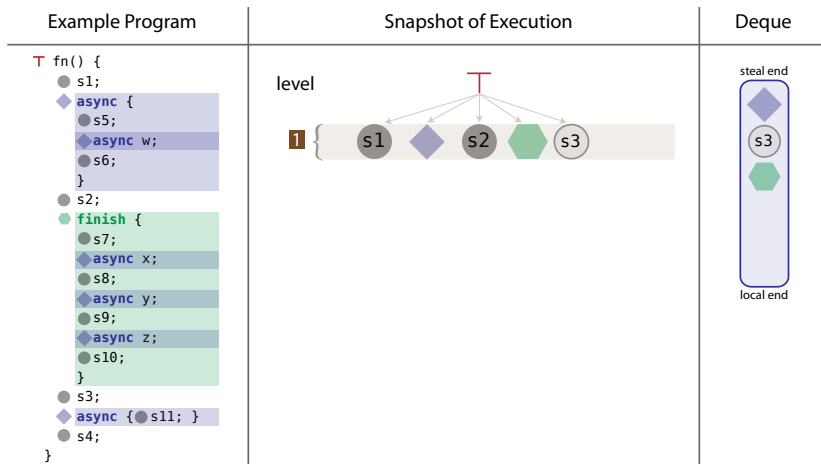 Example Program
Snapshot of Execution
Deque
fn() {
s1;
async {
s5;
async w;
s6;
}
s2;
finish {
s7;
async x;
s8;
async y;
s9;
async z;
s10;
}
s3;
async { s11; }
s4;
}
level
1
{
s1
s2
s3
steal end
s3
local end